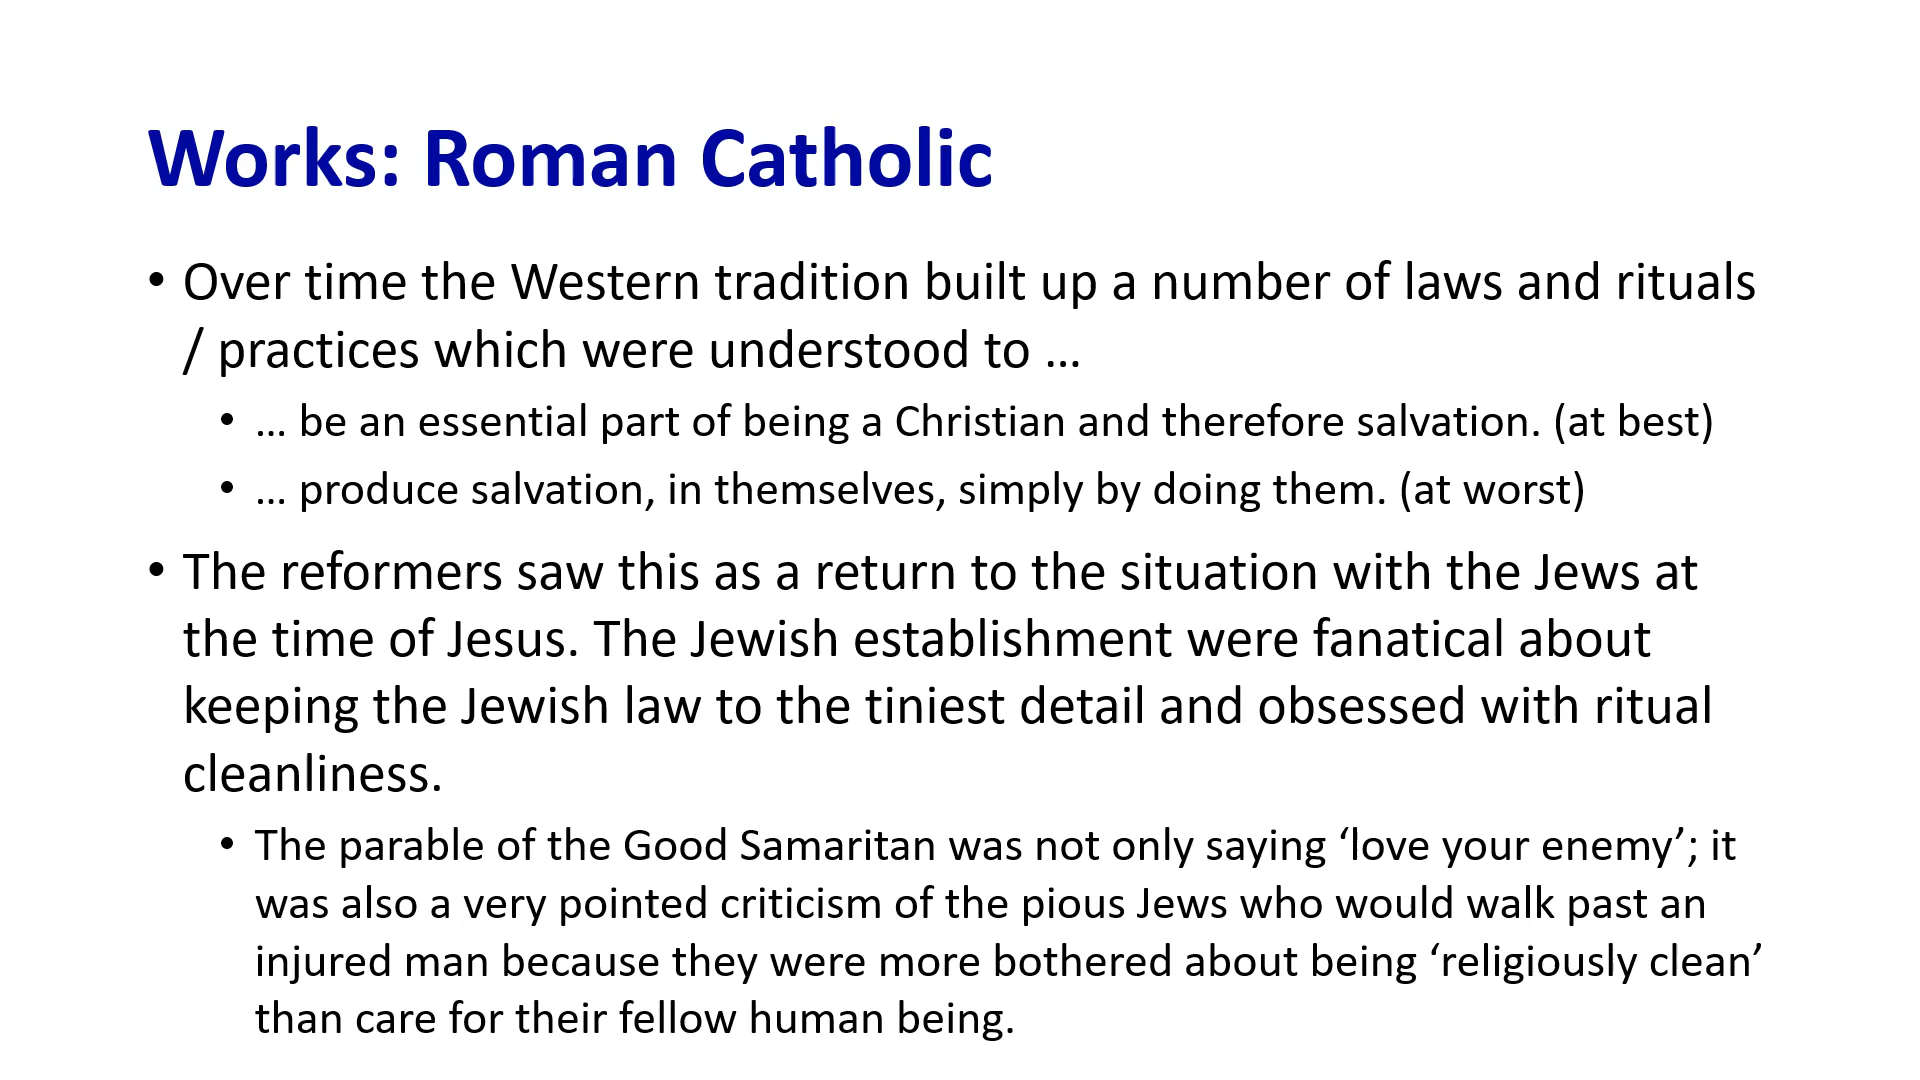 Works: Roman Catholic
• Over time the Western tradition built up a number of laws and rituals
/ practices which were understood to …
• … be an essential part of being a Christian and therefore salvation. (at best)
• … produce salvation, in themselves, simply by doing them. (at worst)
• The reformers saw this as a return to the situation with the Jews at
the time of Jesus. The Jewish establishment were fanatical about
keeping the Jewish law to the tiniest detail and obsessed with ritual
cleanliness.
• The parable of the Good Samaritan was not only saying ‘love your enemy’; it
was also a very pointed criticism of the pious Jews who would walk past an
injured man because they were more bothered about being ‘religiously clean’
than care for their fellow human being.